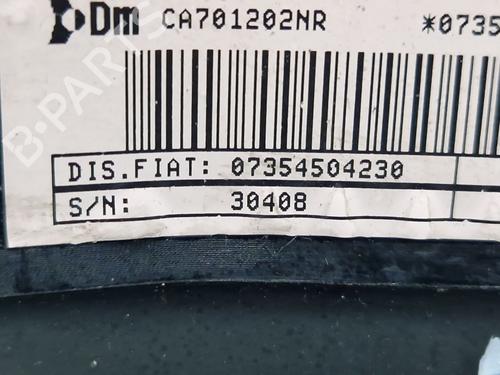 Dm CA701202NR *0735
DIS.FIAT: 07354504230
S/N: 30408
B-PARTS